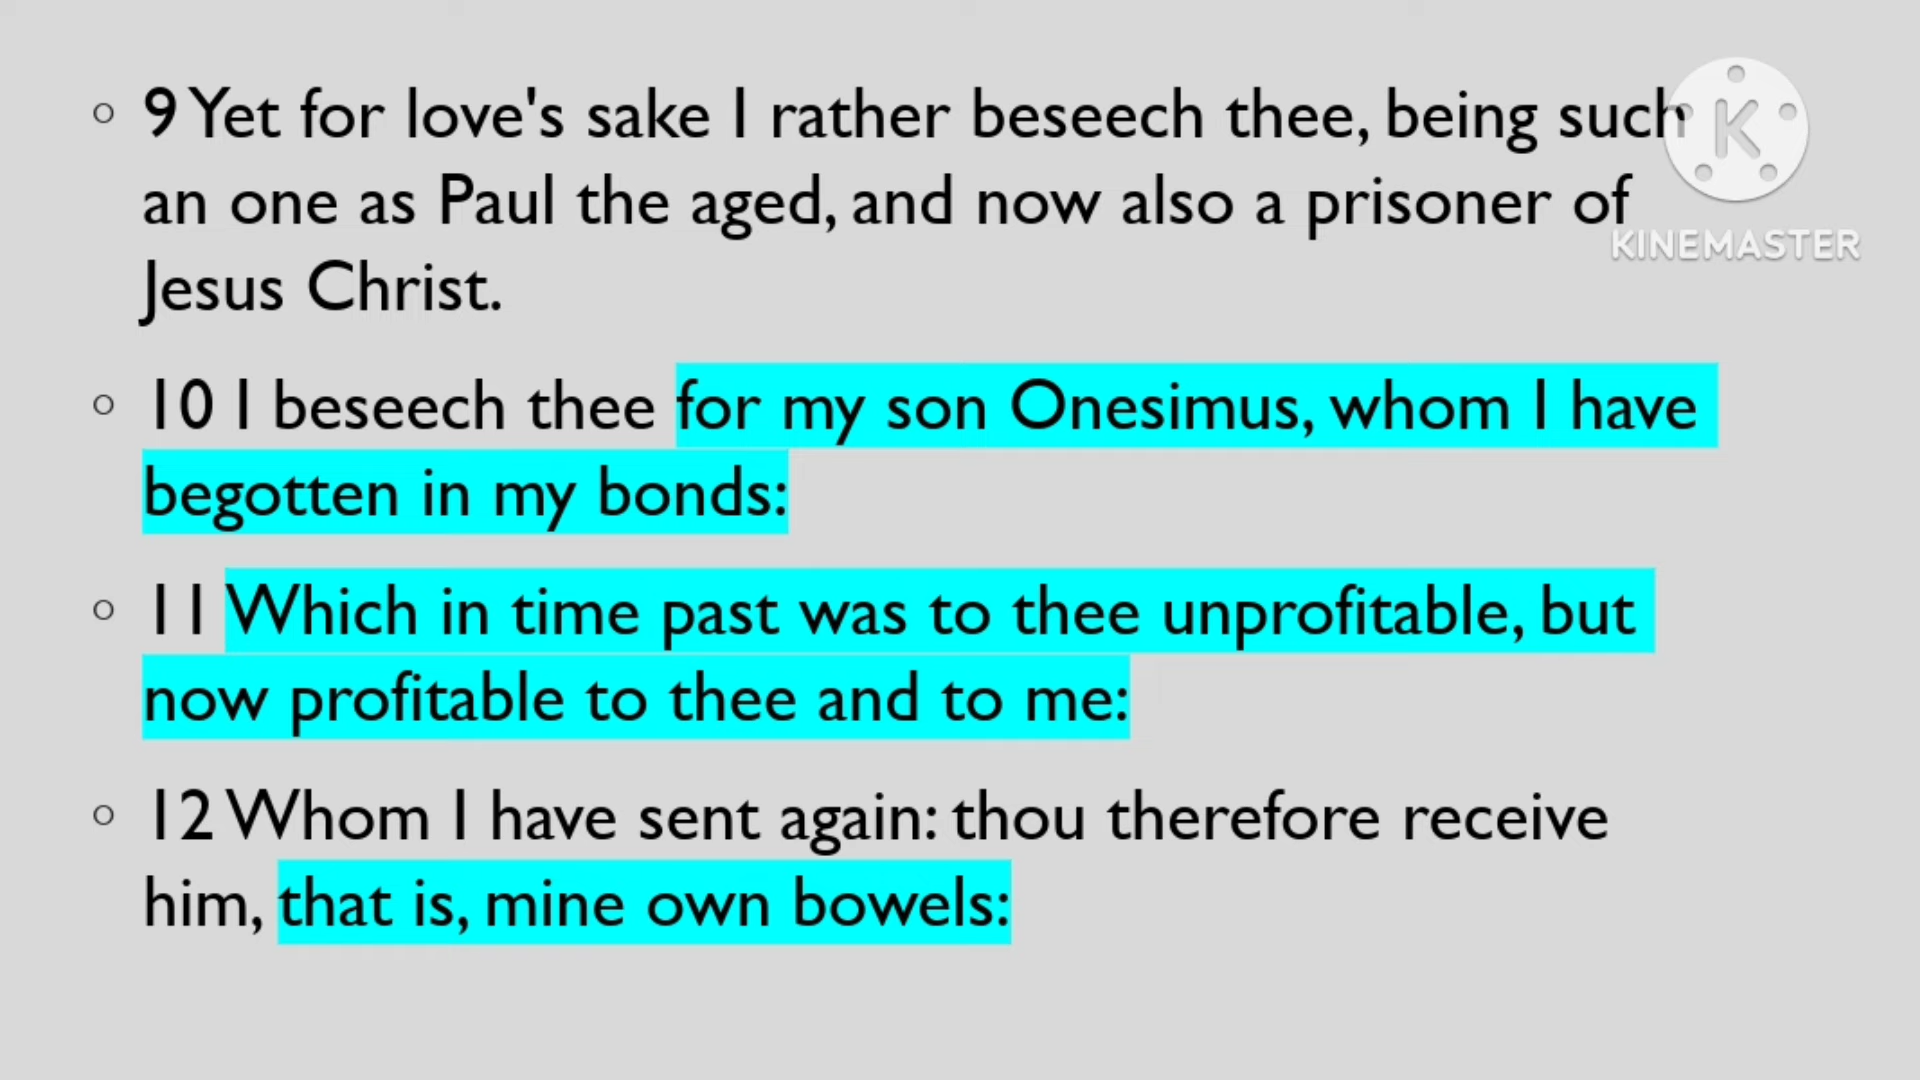 9 Yet for love's sake I rather beseech thee, being such
an one as Paul the aged, and now also a prisoner of
Jesus Christ.
10 I beseech thee for my son Onesimus, whom I have
begotten in my bonds:
11 Which in time past was to thee unprofitable, but
now profitable to thee and to me:
12 Whom I have sent again: thou therefore receive
him, that is, mine own bowels:
K
KINEMASTER